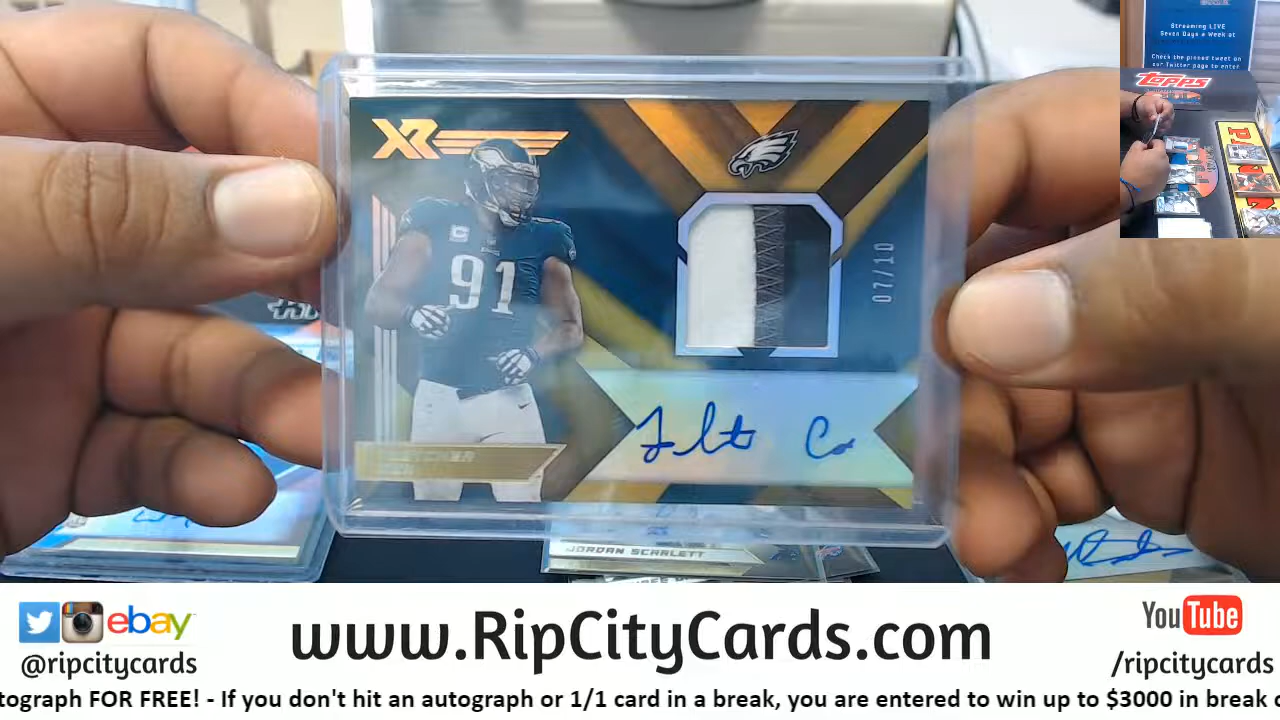 Streaming LIVE
Seven Days a Week at
Check the pinned tweet on
our Twitter page to enter
Topps
XR
C
91
07/10
FLETCHER
COX
JORDAN SCARLETT
ebay
@ripcitycards
www.RipCityCards.com
YouTube
/ripcitycards
tograph FOR FREE! - If you don't hit an autograph or 1/1 card in a break, you are entered to win up to $3000 in break